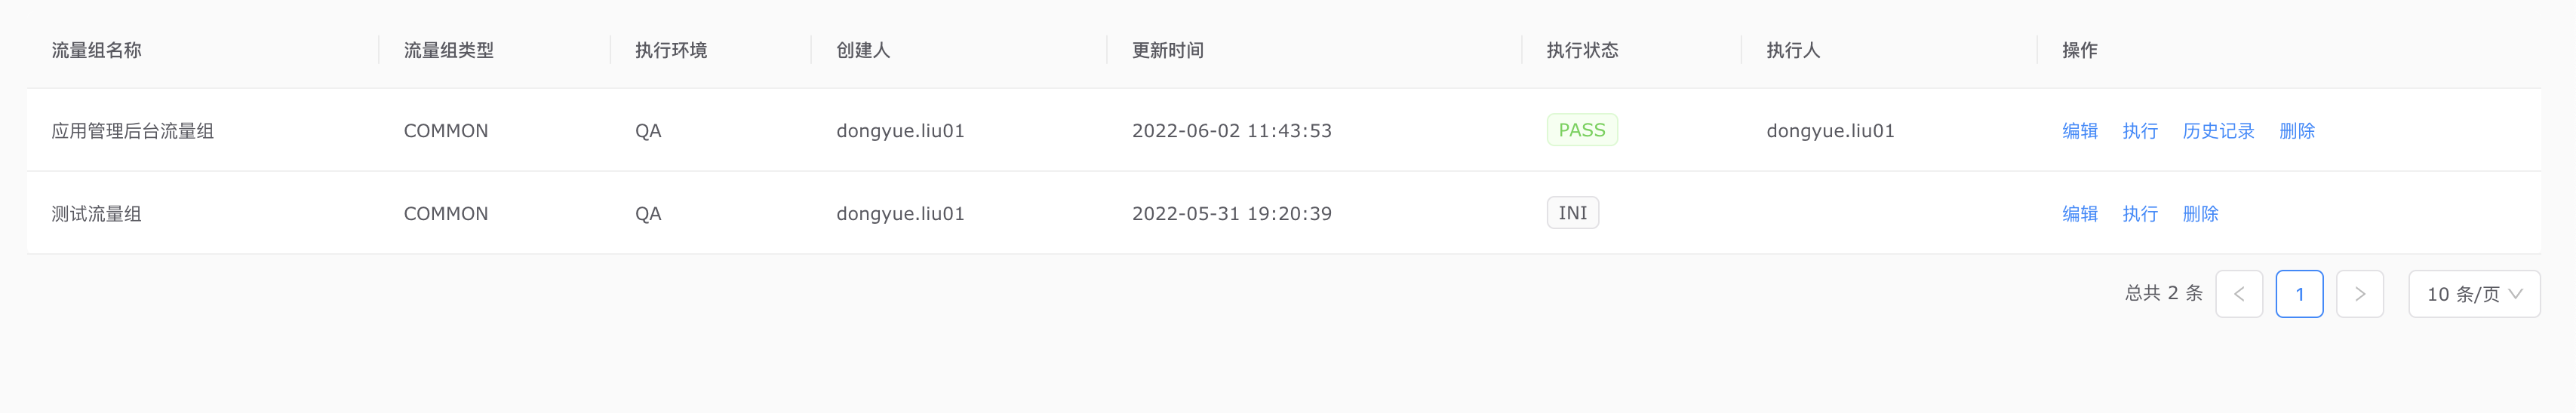 流量组名称 流量组类型 执行环境 创建人 更新时间 执行状态 执行人 操作
应用管理后台流量组 COMMON QA dongyue.liu01 2022-06-02 11:43:53 PASS dongyue.liu01 编辑 执行 历史记录 删除
测试流量组 COMMON QA dongyue.liu01 2022-05-31 19:20:39 INI 编辑 执行 删除
总共 2 条 1 10 条/页